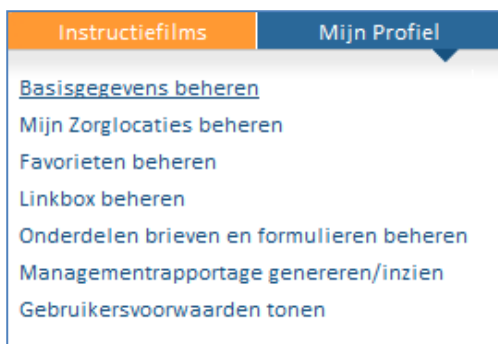 Instructiefilms Mijn Profiel
Basisgegevens beheren
Mijn Zorglocaties beheren
Favorieten beheren
Linkbox beheren
Onderdelen brieven en formulieren beheren
Managementrapportage genereren/inzien
Gebruikersvoorwaarden tonen